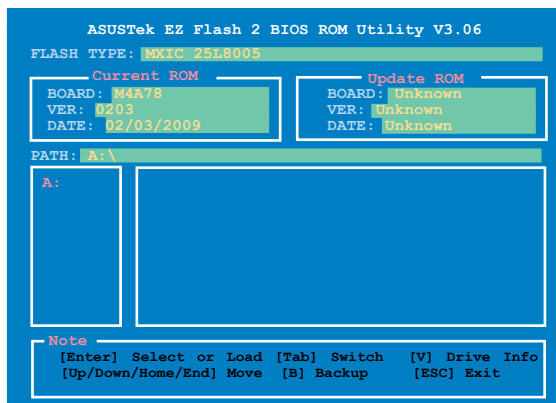 ASUSTek EZ Flash 2 BIOS ROM Utility V3.06
FLASH TYPE: MXIC 25L8005
Current ROM
BOARD: M4A78
VER: 0203
DATE: 02/03/2009
Update ROM
BOARD: Unknown
VER: Unknown
DATE: Unknown
PATH: A:\
A:
Note
[Enter] Select or Load [Tab] Switch [V] Drive Info
[Up/Down/Home/End] Move [B] Backup [ESC] Exit